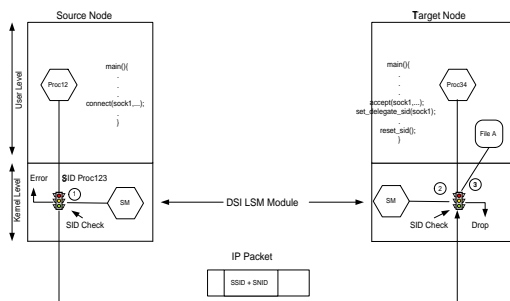 Source Node
Target Node
User Level
Proc12
main(){
.
.
.
connect(sock1,...);
.
}
main(){
.
.
.
accept(sock1,...);
set_delegate_sid(sock1);
.
reset_sid();
}
Proc34
File A
Kernel Level
Error
SID Proc123
1
SM
SID Check
DSI LSM Module
SM
2
3
SID Check
Drop
IP Packet
SSID + SNID